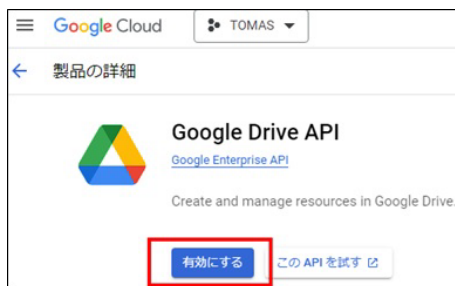 Google Cloud TOMAS
製品の詳細
Google Drive API
Google Enterprise API
Create and manage resources in Google Drive.
有効にする この API を試す